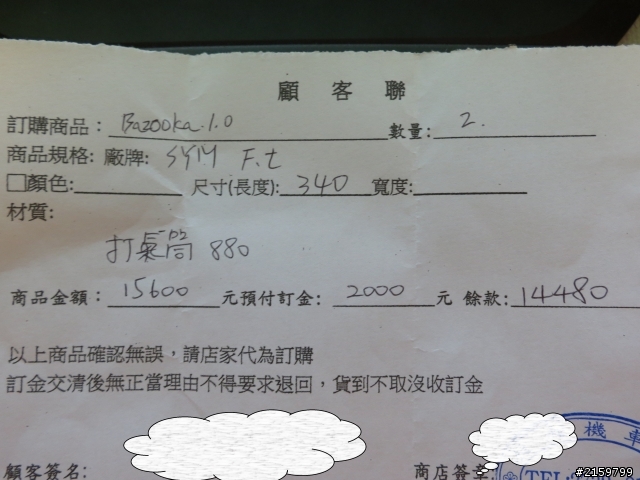 顧客聯
訂購商品: Bazooka.1.0 數量: 2.
商品規格: 廠牌: SYM F.t
□顏色: 尺寸(長度): 340 寬度:
材質:
打氣筒 880
商品金額: 15600 元預付訂金: 2000 元 餘款: 14480
以上商品確認無誤,請店家代為訂購
訂金交清後無正當理由不得要求退回,貨到不取沒收訂金
機車
顧客簽名: 商店簽章: TEL:
#2159799